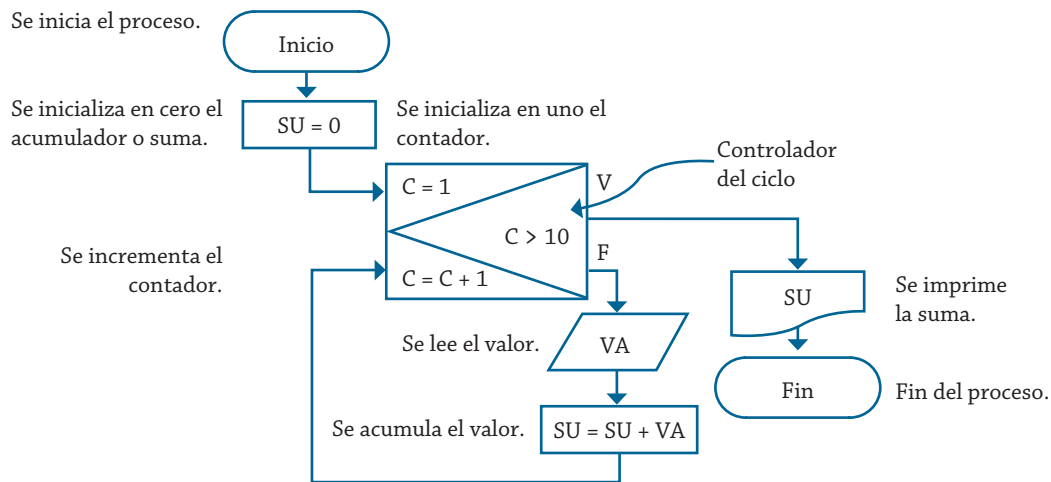 Se inicia el proceso.
Inicio
Se inicializa en cero el
acumulador o suma.
SU = 0
Se inicializa en uno el
contador.
Controlador
del ciclo
C = 1
V
C > 10
F
Se incrementa el
contador.
C = C + 1
SU
Se imprime
la suma.
Se lee el valor.
VA
Fin
Fin del proceso.
Se acumula el valor.
SU = SU + VA